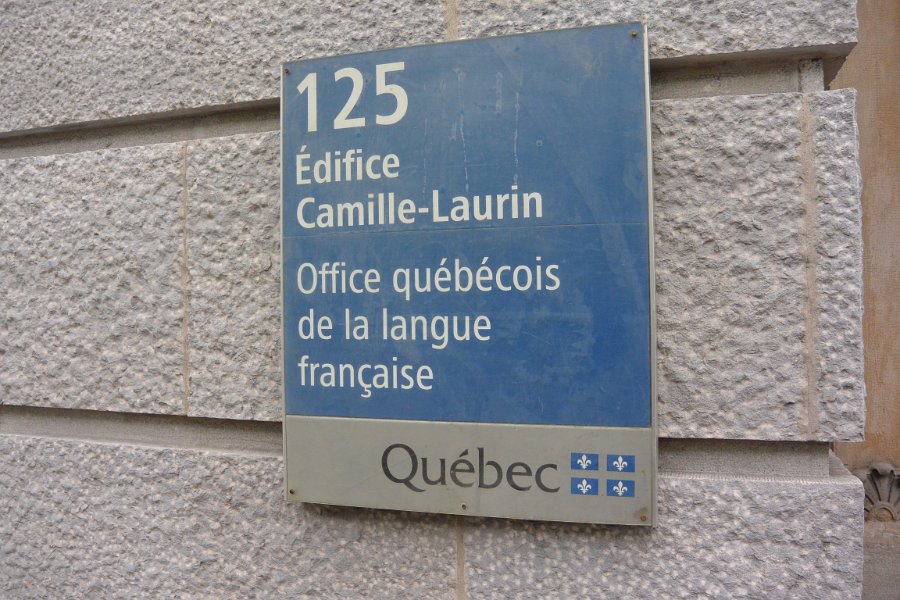 125
Édifice
Camille-Laurin
Office québécois
de la langue
française
Québec